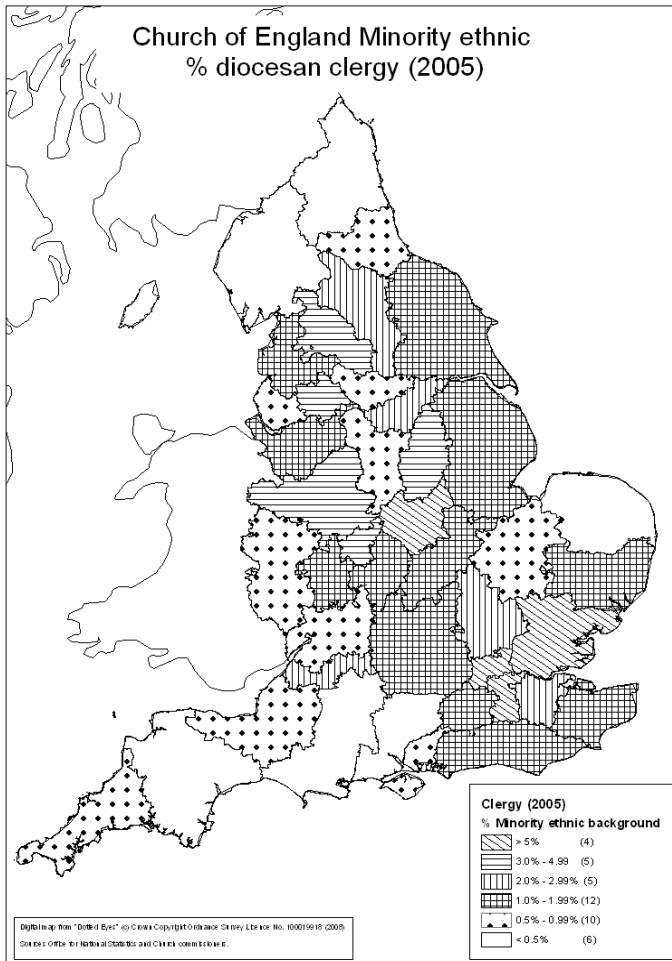 Church of England Minority ethnic
% diocesan clergy (2005)
Clergy (2005)
% Minority ethnic background
> 5% (4)
3.0% - 4.99 (5)
2.0% - 2.99% (5)
1.0% - 1.99% (12)
0.5% - 0.99% (10)
< 0.5% (6)
Digital map from "Dotted Eyes" (c) Crown Copyright Ordnance Survey Licence No. 100019918 (2008)
Sources Office for National Statistics and Church commissioners.